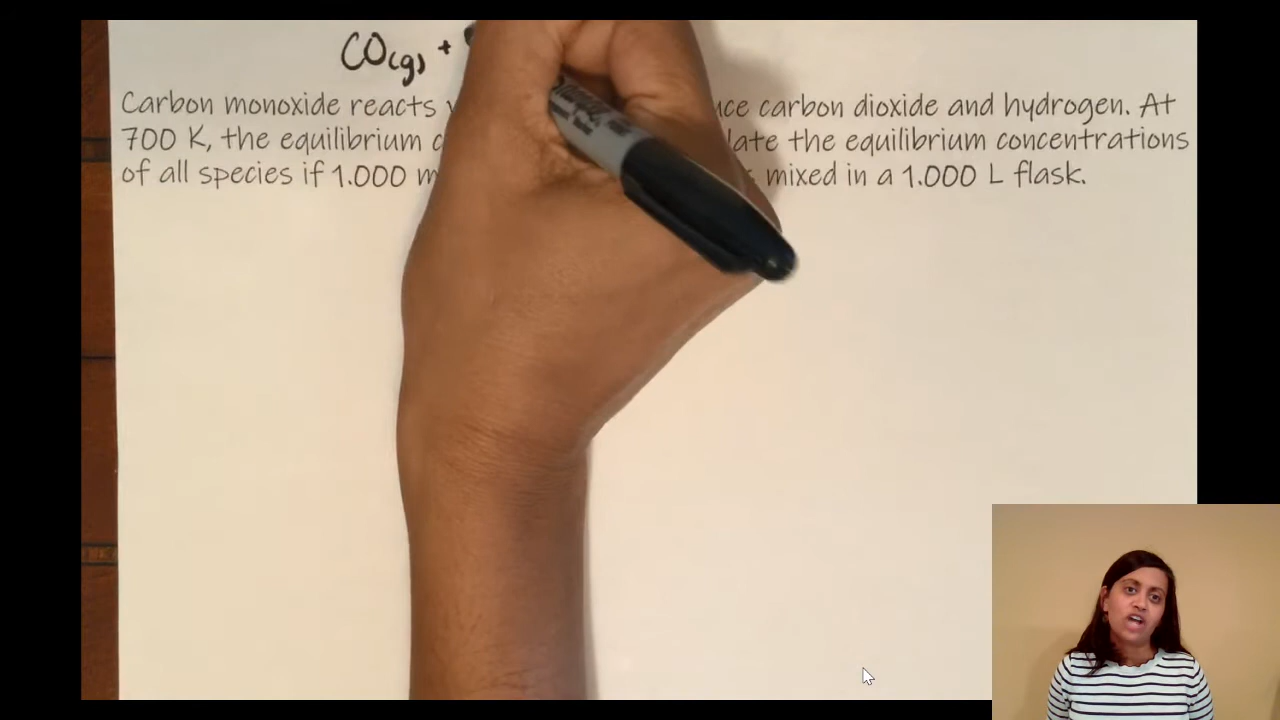 CO(g) +
Carbon monoxide reacts uce carbon dioxide and hydrogen. At
700 K, the equilibrium c late the equilibrium concentrations
of all species if 1.000 m mixed in a 1.000 L flask.